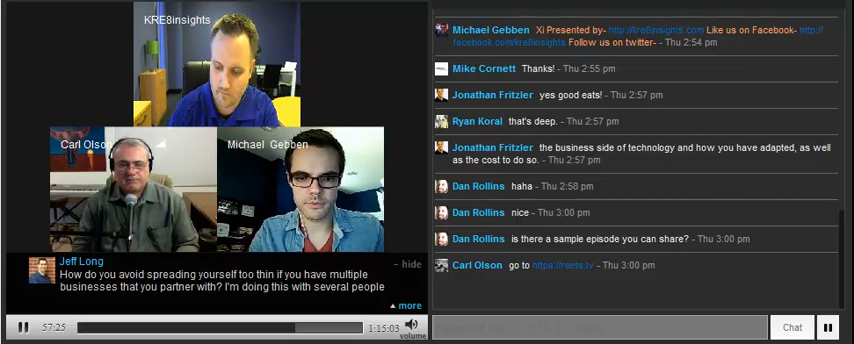 KRE8insights
Carl Olson
Michael Gebben
Jeff Long
– hide
How do you avoid spreading yourself too thin if you have multiple
businesses that you partner with? I'm doing this with several people
more
57:25
1:15:03
volume
Michael Gebben Xi Presented by- http://kre8insights.com Like us on Facebook- http://
facebook.com/kre8insights Follow us on twitter- - Thu 2:54 pm
Mike Cornett Thanks! - Thu 2:55 pm
Jonathan Fritzler yes good eats! - Thu 2:57 pm
Ryan Koral that's deep. - Thu 2:57 pm
Jonathan Fritzler the business side of technology and how you have adapted, as well
as the cost to do so. - Thu 2:57 pm
Dan Rollins haha - Thu 2:58 pm
Dan Rollins nice - Thu 3:00 pm
Dan Rollins is there a sample episode you can share? - Thu 3:00 pm
Carl Olson go to https://reets.tv - Thu 3:00 pm
Chat